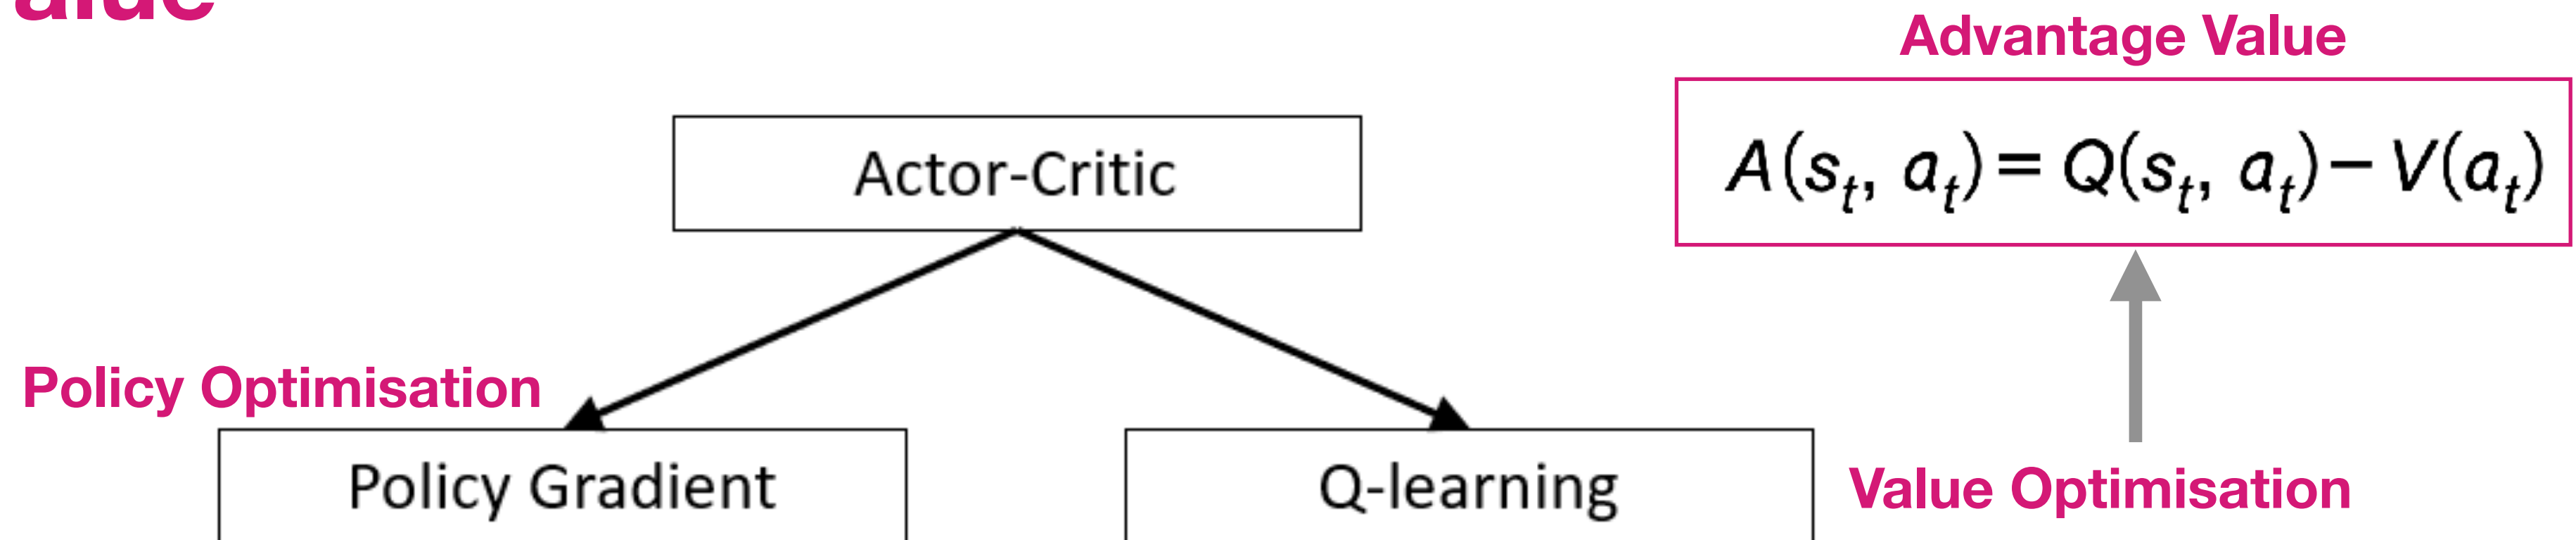 Advantage Value
Actor-Critic
A(sₜ, aₜ) = Q(sₜ, aₜ) − V(aₜ)
Policy Optimisation
Policy Gradient
Q-learning
Value Optimisation